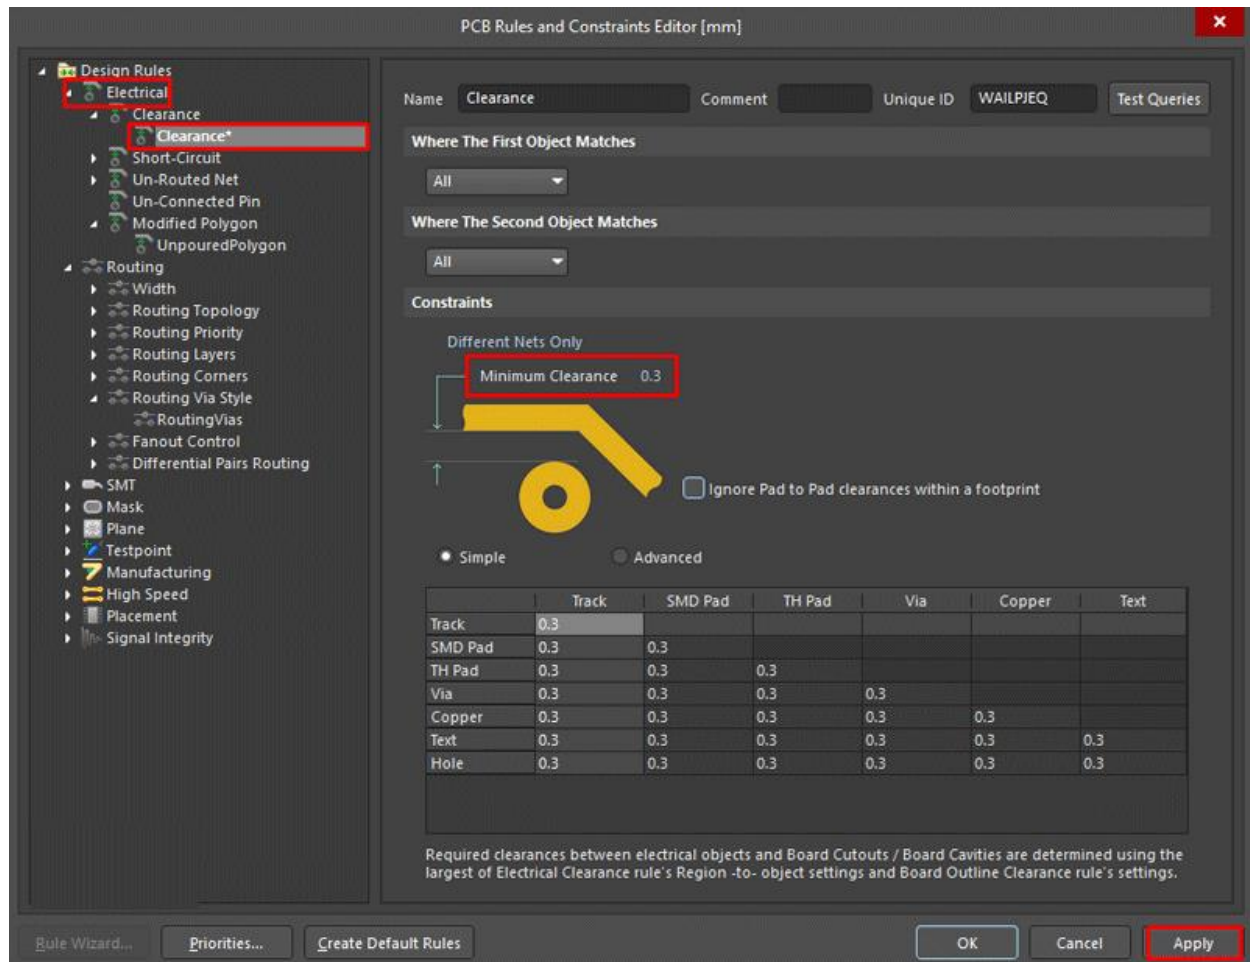 PCB Rules and Constraints Editor [mm]
Design Rules
Electrical
Clearance
Clearance*
Short-Circuit
Un-Routed Net
Un-Connected Pin
Modified Polygon
UnpouredPolygon
Routing
Width
Routing Topology
Routing Priority
Routing Layers
Routing Corners
Routing Via Style
RoutingVias
Fanout Control
Differential Pairs Routing
SMT
Mask
Plane
Testpoint
Manufacturing
High Speed
Placement
Signal Integrity
Name Clearance Comment Unique ID WAILPJEQ Test Queries
Where The First Object Matches
All
Where The Second Object Matches
All
Constraints
Different Nets Only
Minimum Clearance 0.3
Ignore Pad to Pad clearances within a footprint
Simple Advanced
Track SMD Pad TH Pad Via Copper Text
Track 0.3
SMD Pad 0.3 0.3
TH Pad 0.3 0.3 0.3
Via 0.3 0.3 0.3 0.3
Copper 0.3 0.3 0.3 0.3 0.3
Text 0.3 0.3 0.3 0.3 0.3 0.3
Hole 0.3 0.3 0.3 0.3 0.3 0.3
Required clearances between electrical objects and Board Cutouts / Board Cavities are determined using the
largest of Electrical Clearance rule's Region -to- object settings and Board Outline Clearance rule's settings.
Rule Wizard... Priorities... Create Default Rules OK Cancel Apply